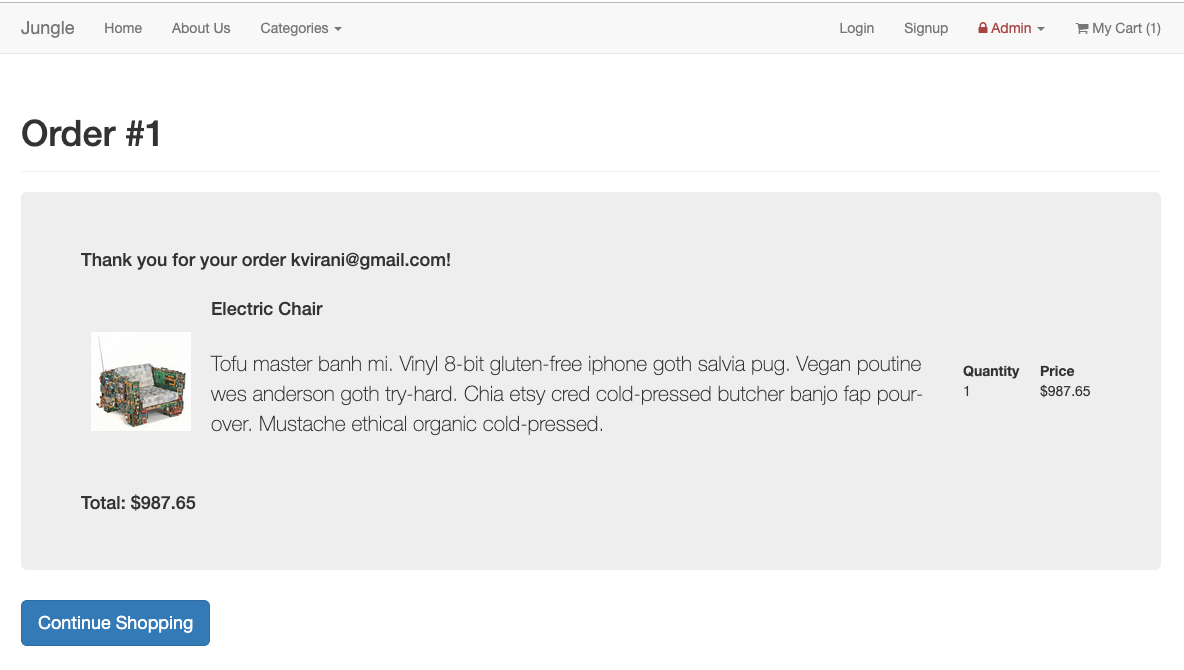 Jungle Home About Us Categories Login Signup Admin My Cart (1)
Order #1
Thank you for your order kvirani@gmail.com!
Electric Chair
Tofu master banh mi. Vinyl 8-bit gluten-free iphone goth salvia pug. Vegan poutine
wes anderson goth try-hard. Chia etsy cred cold-pressed butcher banjo fap pour-
over. Mustache ethical organic cold-pressed.
Quantity Price
1 $987.65
Total: $987.65
Continue Shopping